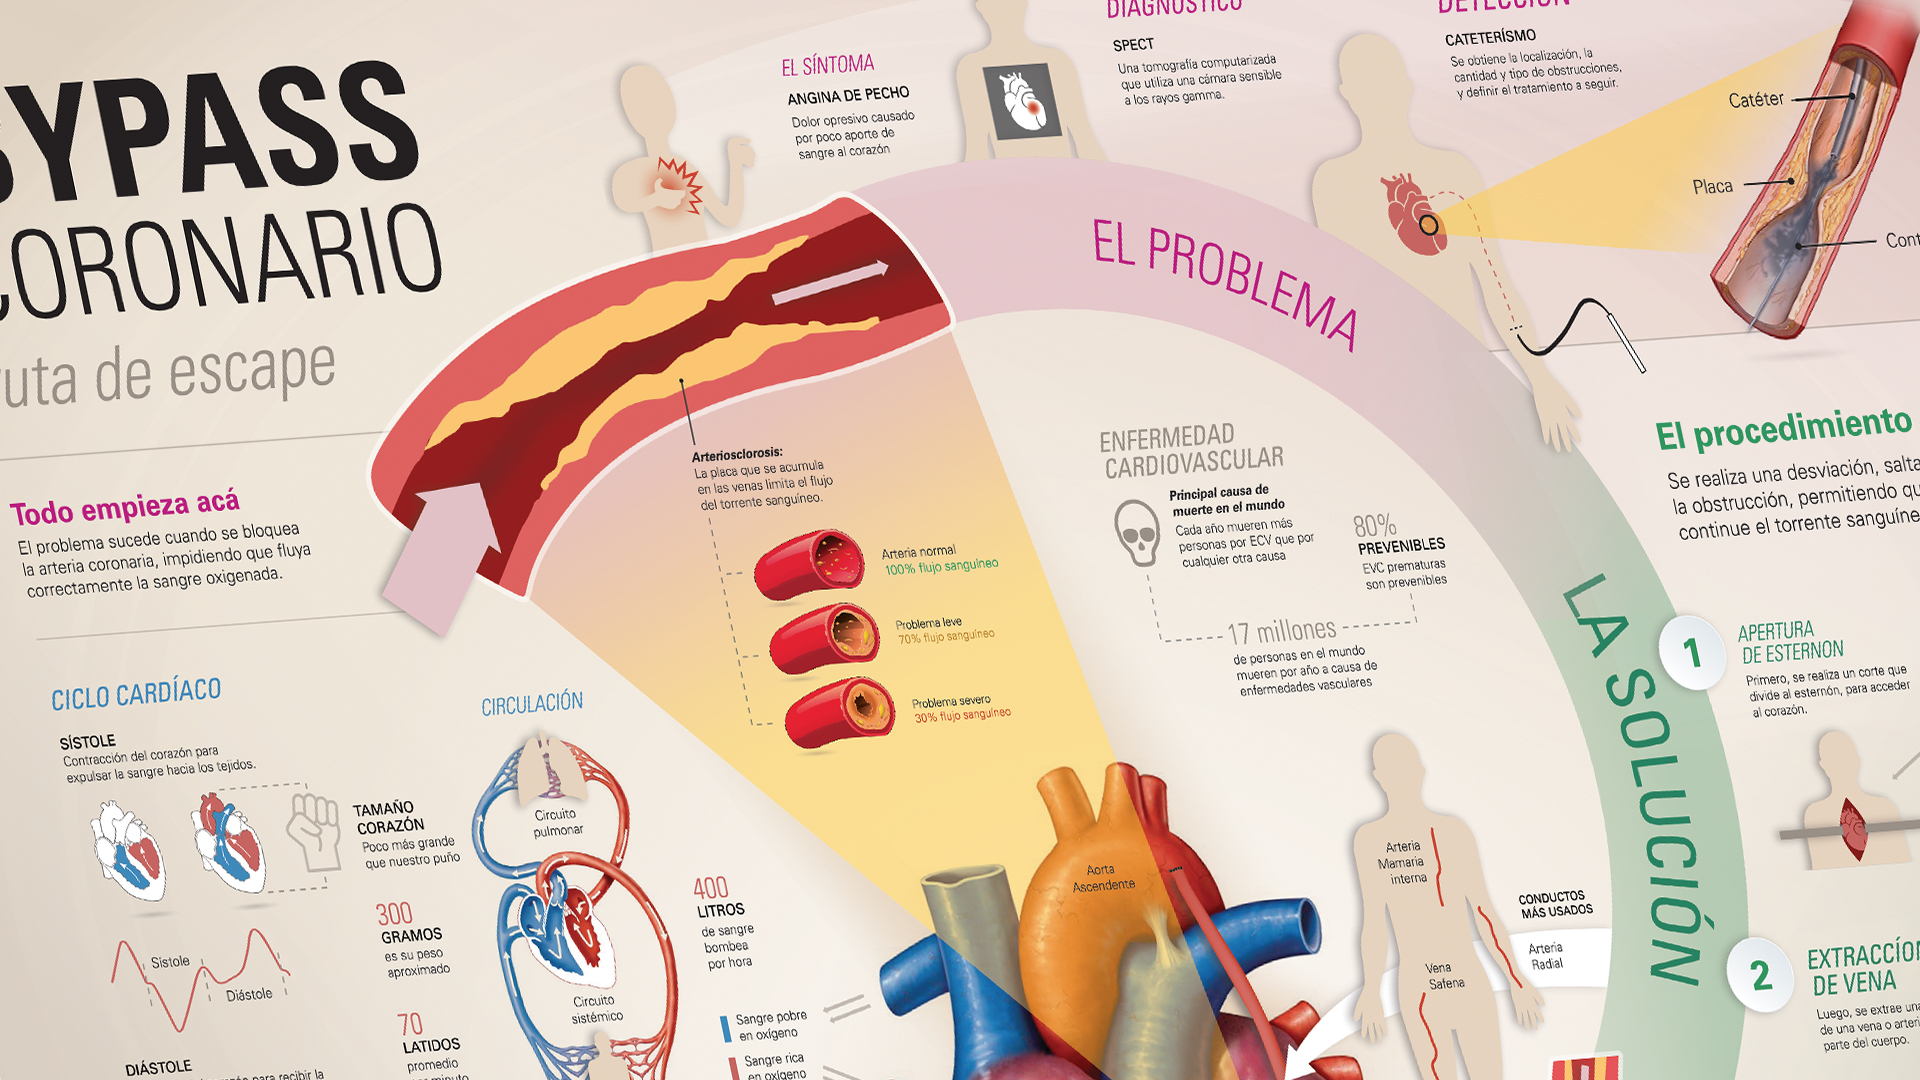 BYPASS
CORONARIO
ruta de escape
Todo empieza acá
El problema sucede cuando se bloquea
la arteria coronaria, impidiendo que fluya
correctamente la sangre oxigenada.
CICLO CARDÍACO
SÍSTOLE
Contracción del corazón para
expulsar la sangre hacia los tejidos.
TAMAÑO
CORAZÓN
Poco más grande
que nuestro puño
300
GRAMOS
es su peso
aproximado
70
LATIDOS
promedio
Sístole
Diástole
DIÁSTOLE
para recibir la
CIRCULACIÓN
Circuito
pulmonar
Circuito
sistémico
400
LITROS
de sangre
bombea
por hora
Sangre pobre
en oxígeno
Sangre rica
en oxígeno
EL SÍNTOMA
ANGINA DE PECHO
Dolor opresivo causado
por poco aporte de
sangre al corazón
DIAGNÓSTICO
SPECT
Una tomografía computarizada
que utiliza una cámara sensible
a los rayos gamma.
DETECCIÓN
CATETERÍSMO
Se obtiene la localización, la
cantidad y tipo de obstrucciones,
y definir el tratamiento a seguir.
Catéter
Placa
Cont
EL PROBLEMA
Arteriosclorosis:
La placa que se acumula
en las venas limita el flujo
del torrente sanguíneo.
Arteria normal
100% flujo sanguíneo
Problema leve
70% flujo sanguíneo
Problema severo
30% flujo sanguíneo
ENFERMEDAD
CARDIOVASCULAR
Principal causa de
muerte en el mundo
Cada año mueren más
personas por ECV que por
cualquier otra causa
80%
PREVENIBLES
EVC prematuras
son prevenibles
17 millones
de personas en el mundo
mueren por año a causa de
enfermedades vasculares
Aorta
Ascendente
Arteria
Mamaria
interna
Vena
Safena
CONDUCTOS
MÁS USADOS
Arteria
Radial
LA SOLUCIÓN
El procedimiento
Se realiza una desviación, salta
la obstrucción, permitiendo qu
continue el torrente sanguíne
1
APERTURA
DE ESTERNON
Primero, se realiza un corte que
divide al esternón, para acceder
al corazón.
2
EXTRACCÍO
DE VENA
Luego, se extrae una
de una vena o arteri
parte del cuerpo.